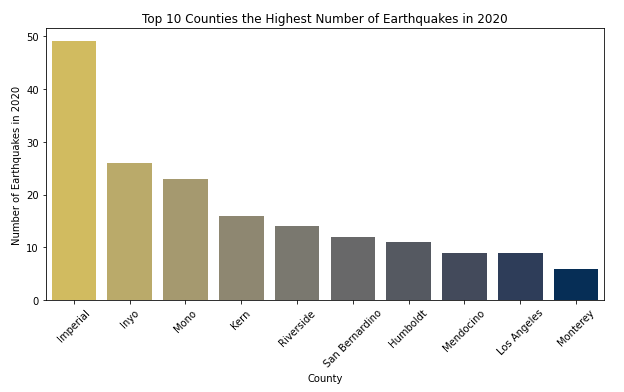 Top 10 Counties the Highest Number of Earthquakes in 2020
Number of Earthquakes in 2020
50
40
30
20
10
0
Imperial
Inyo
Mono
Kern
Riverside
San Bernardino
Humboldt
Mendocino
Los Angeles
Monterey
County